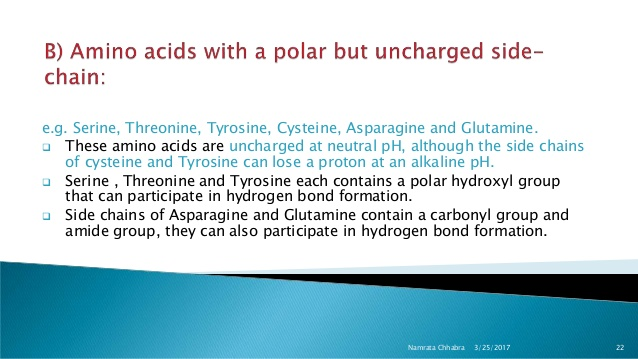 B) Amino acids with a polar but uncharged side-
chain:
e.g. Serine, Threonine, Tyrosine, Cysteine, Asparagine and Glutamine.
These amino acids are uncharged at neutral pH, although the side chains
of cysteine and Tyrosine can lose a proton at an alkaline pH.
Serine , Threonine and Tyrosine each contains a polar hydroxyl group
that can participate in hydrogen bond formation.
Side chains of Asparagine and Glutamine contain a carbonyl group and
amide group, they can also participate in hydrogen bond formation.
Namrata Chhabra 3/25/2017 22